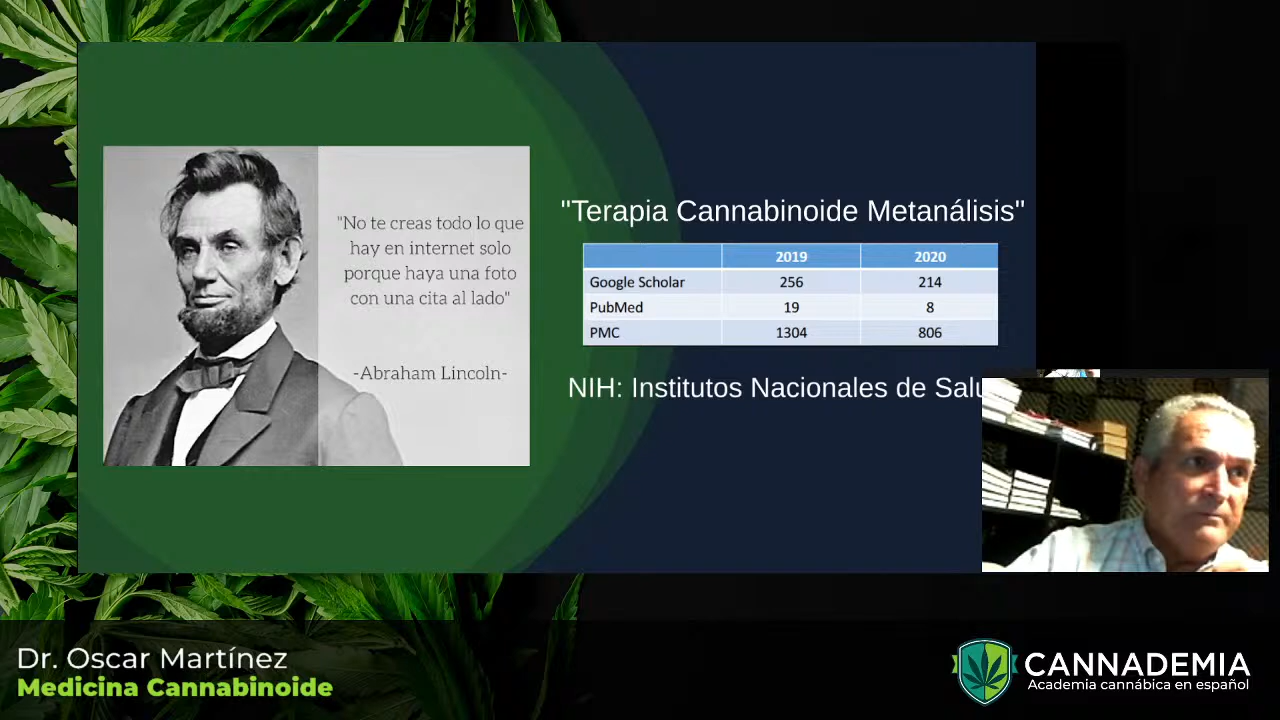 "No te creas todo lo que
hay en internet solo
porque haya una foto
con una cita al lado"
-Abraham Lincoln-
"Terapia Cannabinoide Metanálisis"
2019 2020
Google Scholar 256 214
PubMed 19 8
PMC 1304 806
NIH: Institutos Nacionales de Salu
Dr. Oscar Martínez
Medicina Cannabinoide
CANNADEMIA
Academia cannábica en español